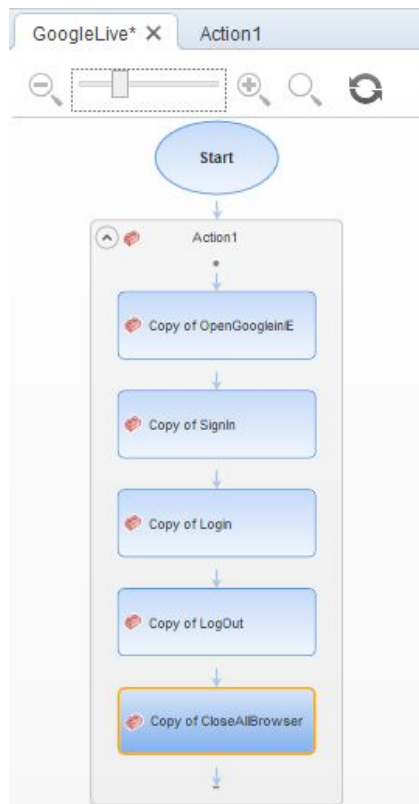 GoogleLive* Action1
Start
Action1
Copy of OpenGoogleinIE
Copy of SignIn
Copy of Login
Copy of LogOut
Copy of CloseAllBrowser